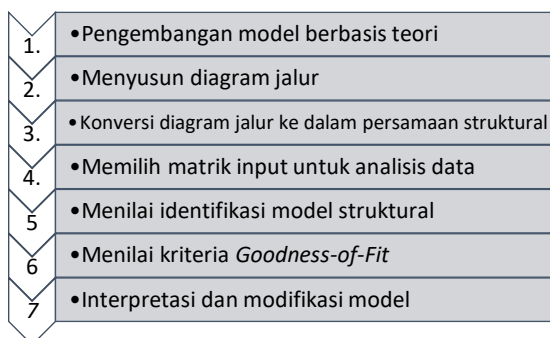 1. •Pengembangan model berbasis teori
2. •Menyusun diagram jalur
3. •Konversi diagram jalur ke dalam persamaan struktural
4. •Memilih matrik input untuk analisis data
5 •Menilai identifikasi model struktural
6 •Menilai kriteria Goodness-of-Fit
7 •Interpretasi dan modifikasi model